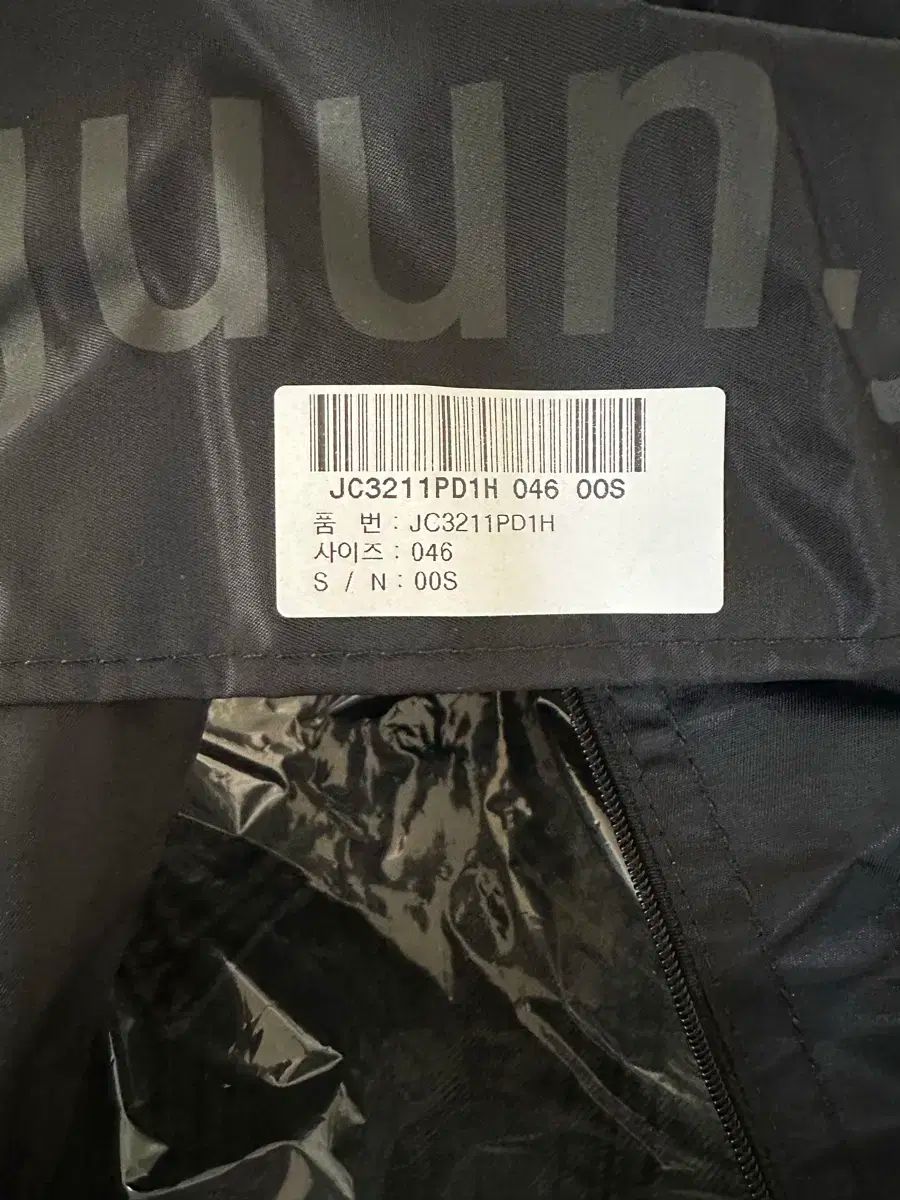 uun.
JC3211PD1H 046 00S
품 번 : JC3211PD1H
사이즈 : 046
S / N : 00S